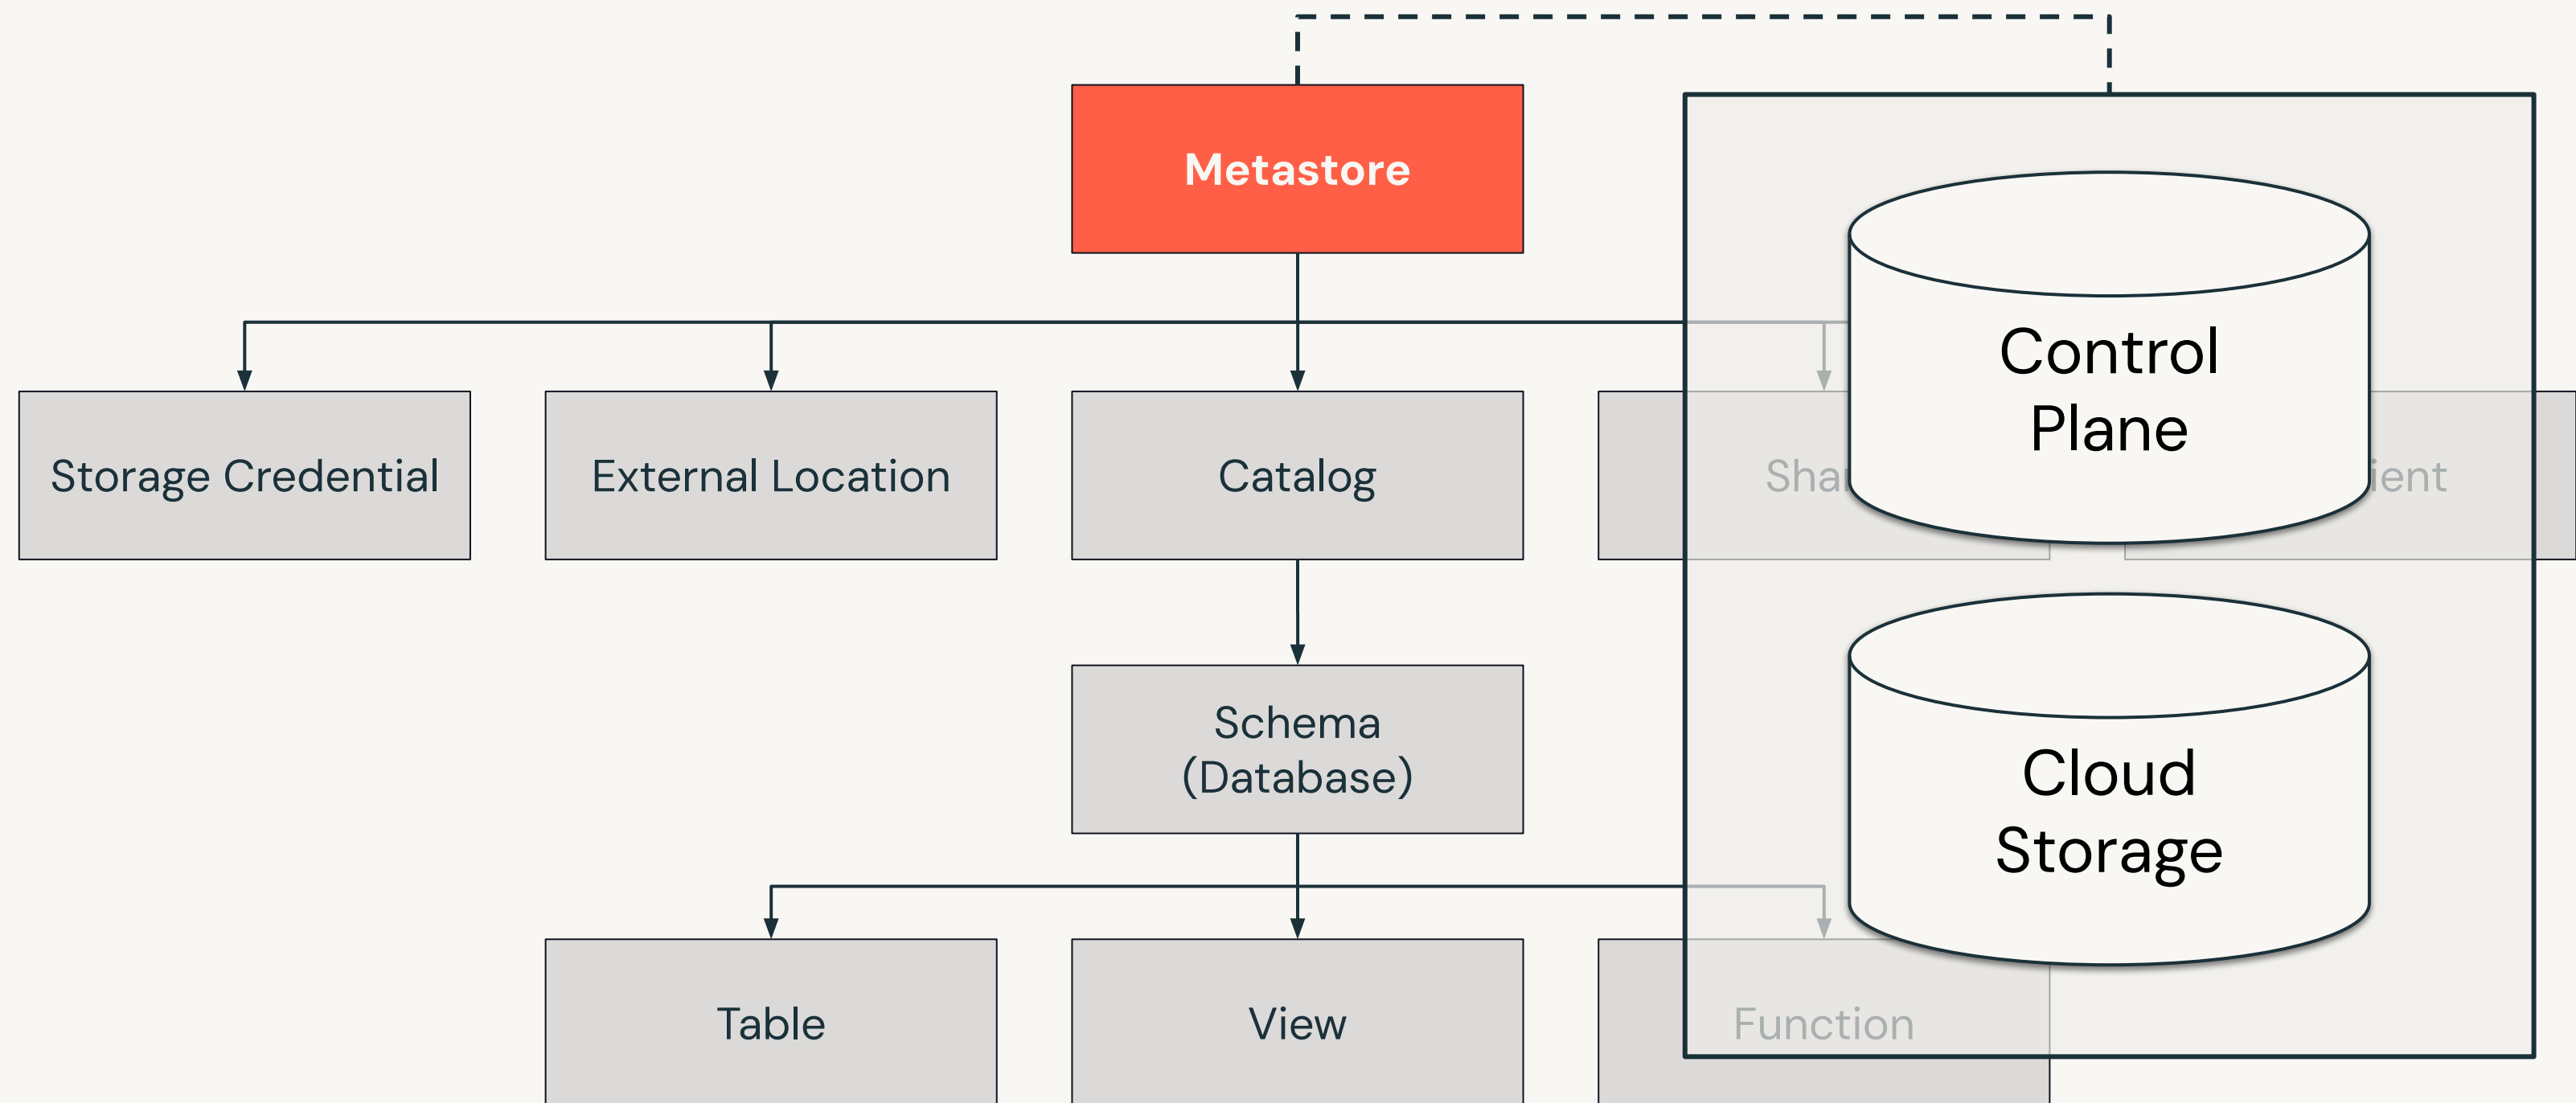 Metastore
Control
Plane
Storage Credential
External Location
Catalog
Schema
(Database)
Cloud
Storage
Table
View
Function